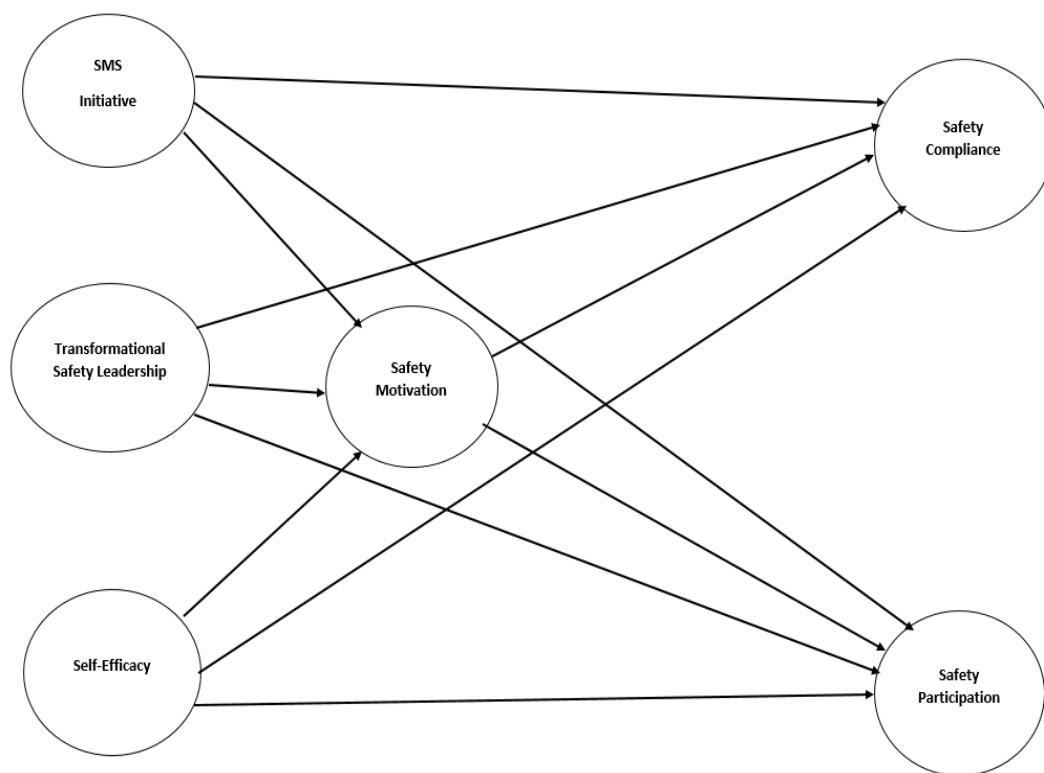 SMS
Initiative
Safety
Compliance
Transformational
Safety Leadership
Safety
Motivation
Self-Efficacy
Safety
Participation